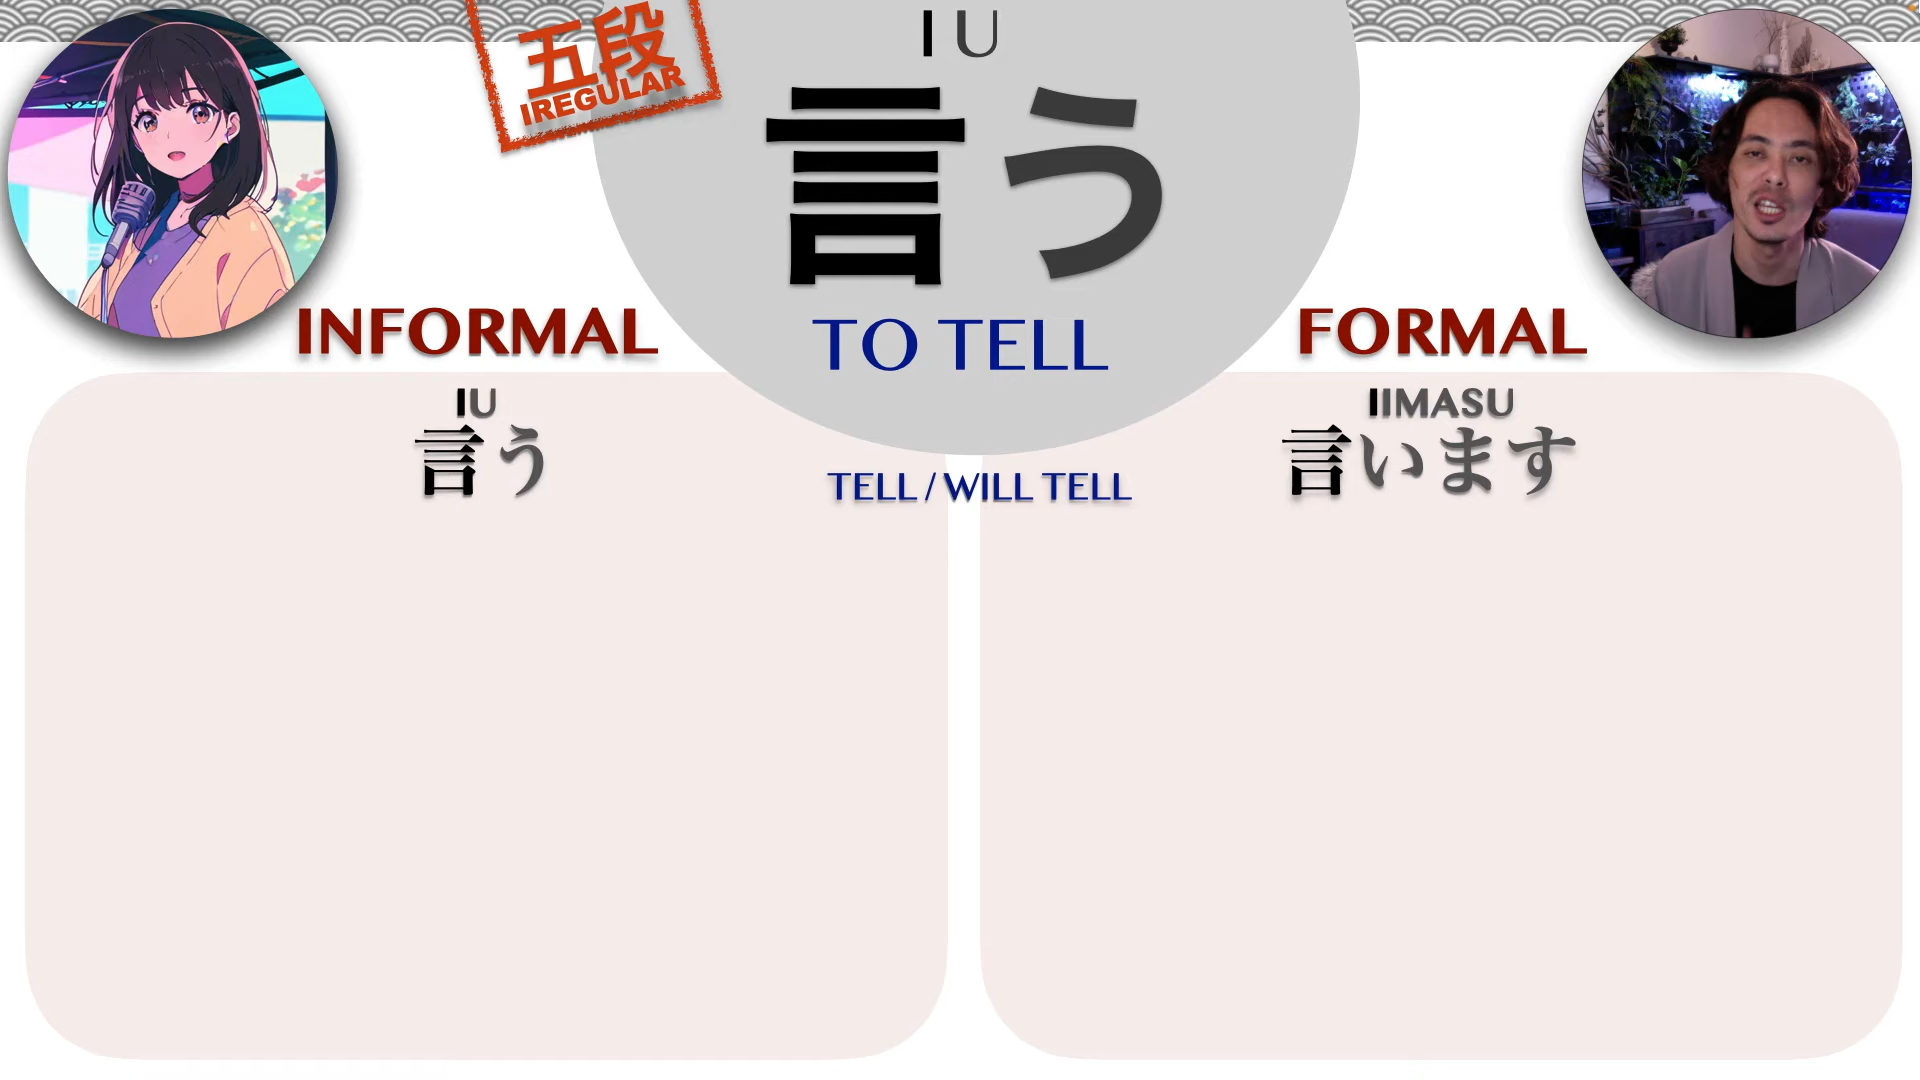 五段
IREGULAR
I U
言う
TO TELL
INFORMAL
FORMAL
IU
言う
IIMASU
言います
TELL / WILL TELL